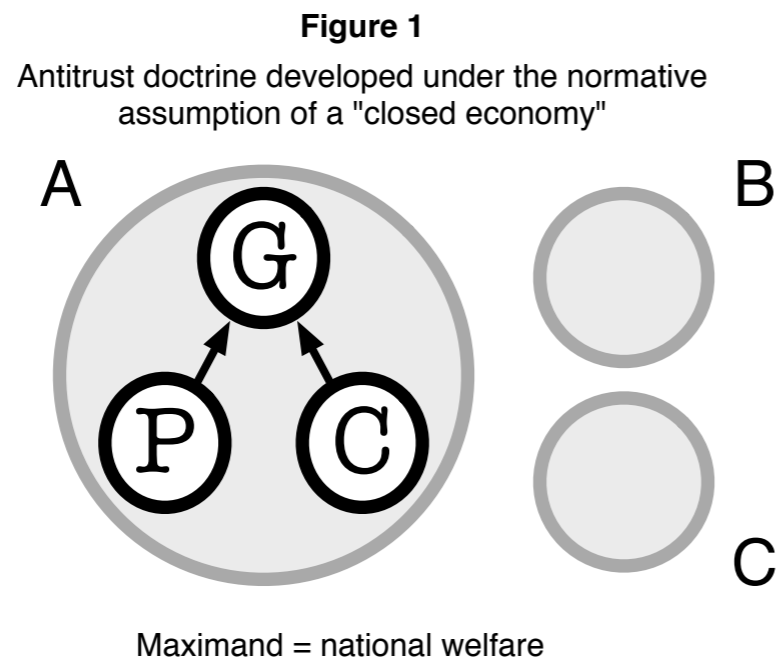 Figure 1
Antitrust doctrine developed under the normative
assumption of a "closed economy"
A
B
G
P
C
C
Maximand = national welfare